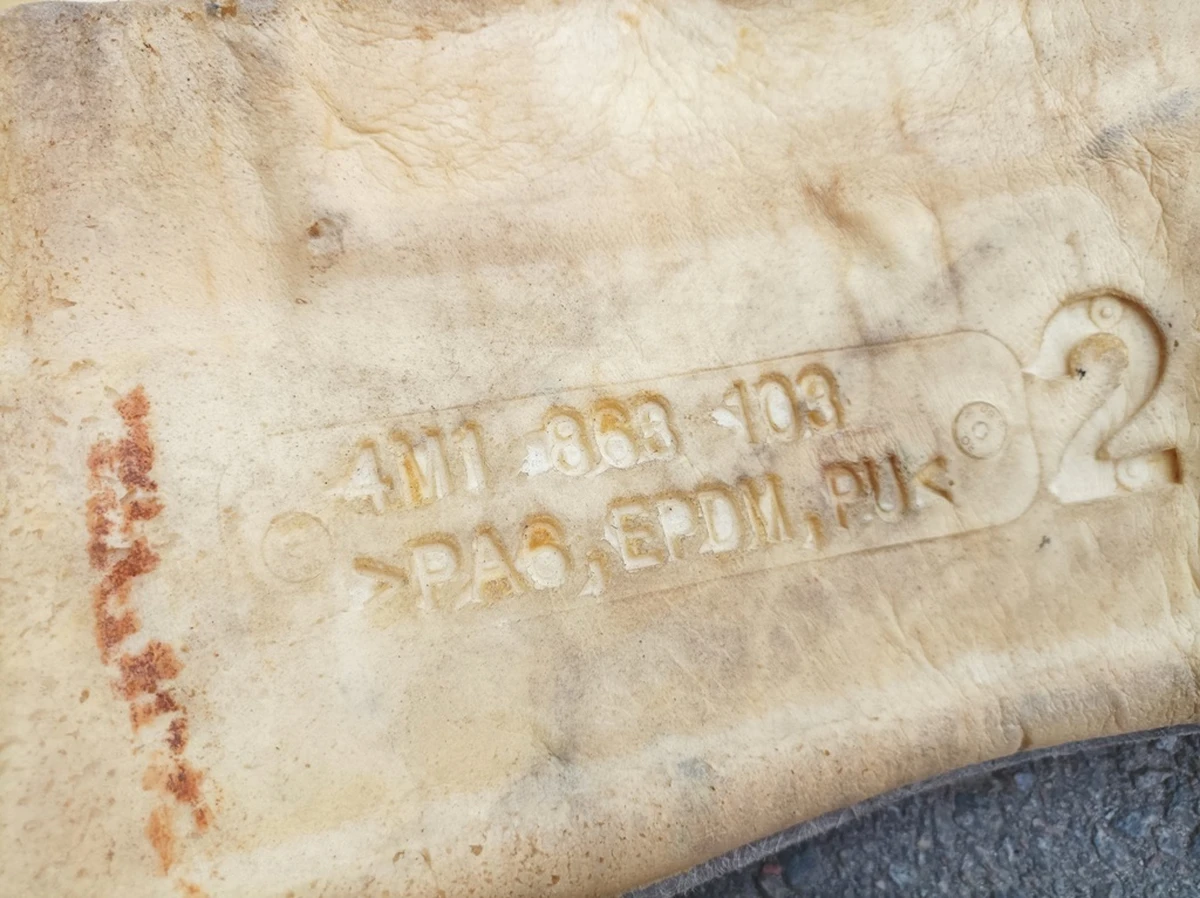 4M1 863 103
>PA6,EPDM,PU<
2